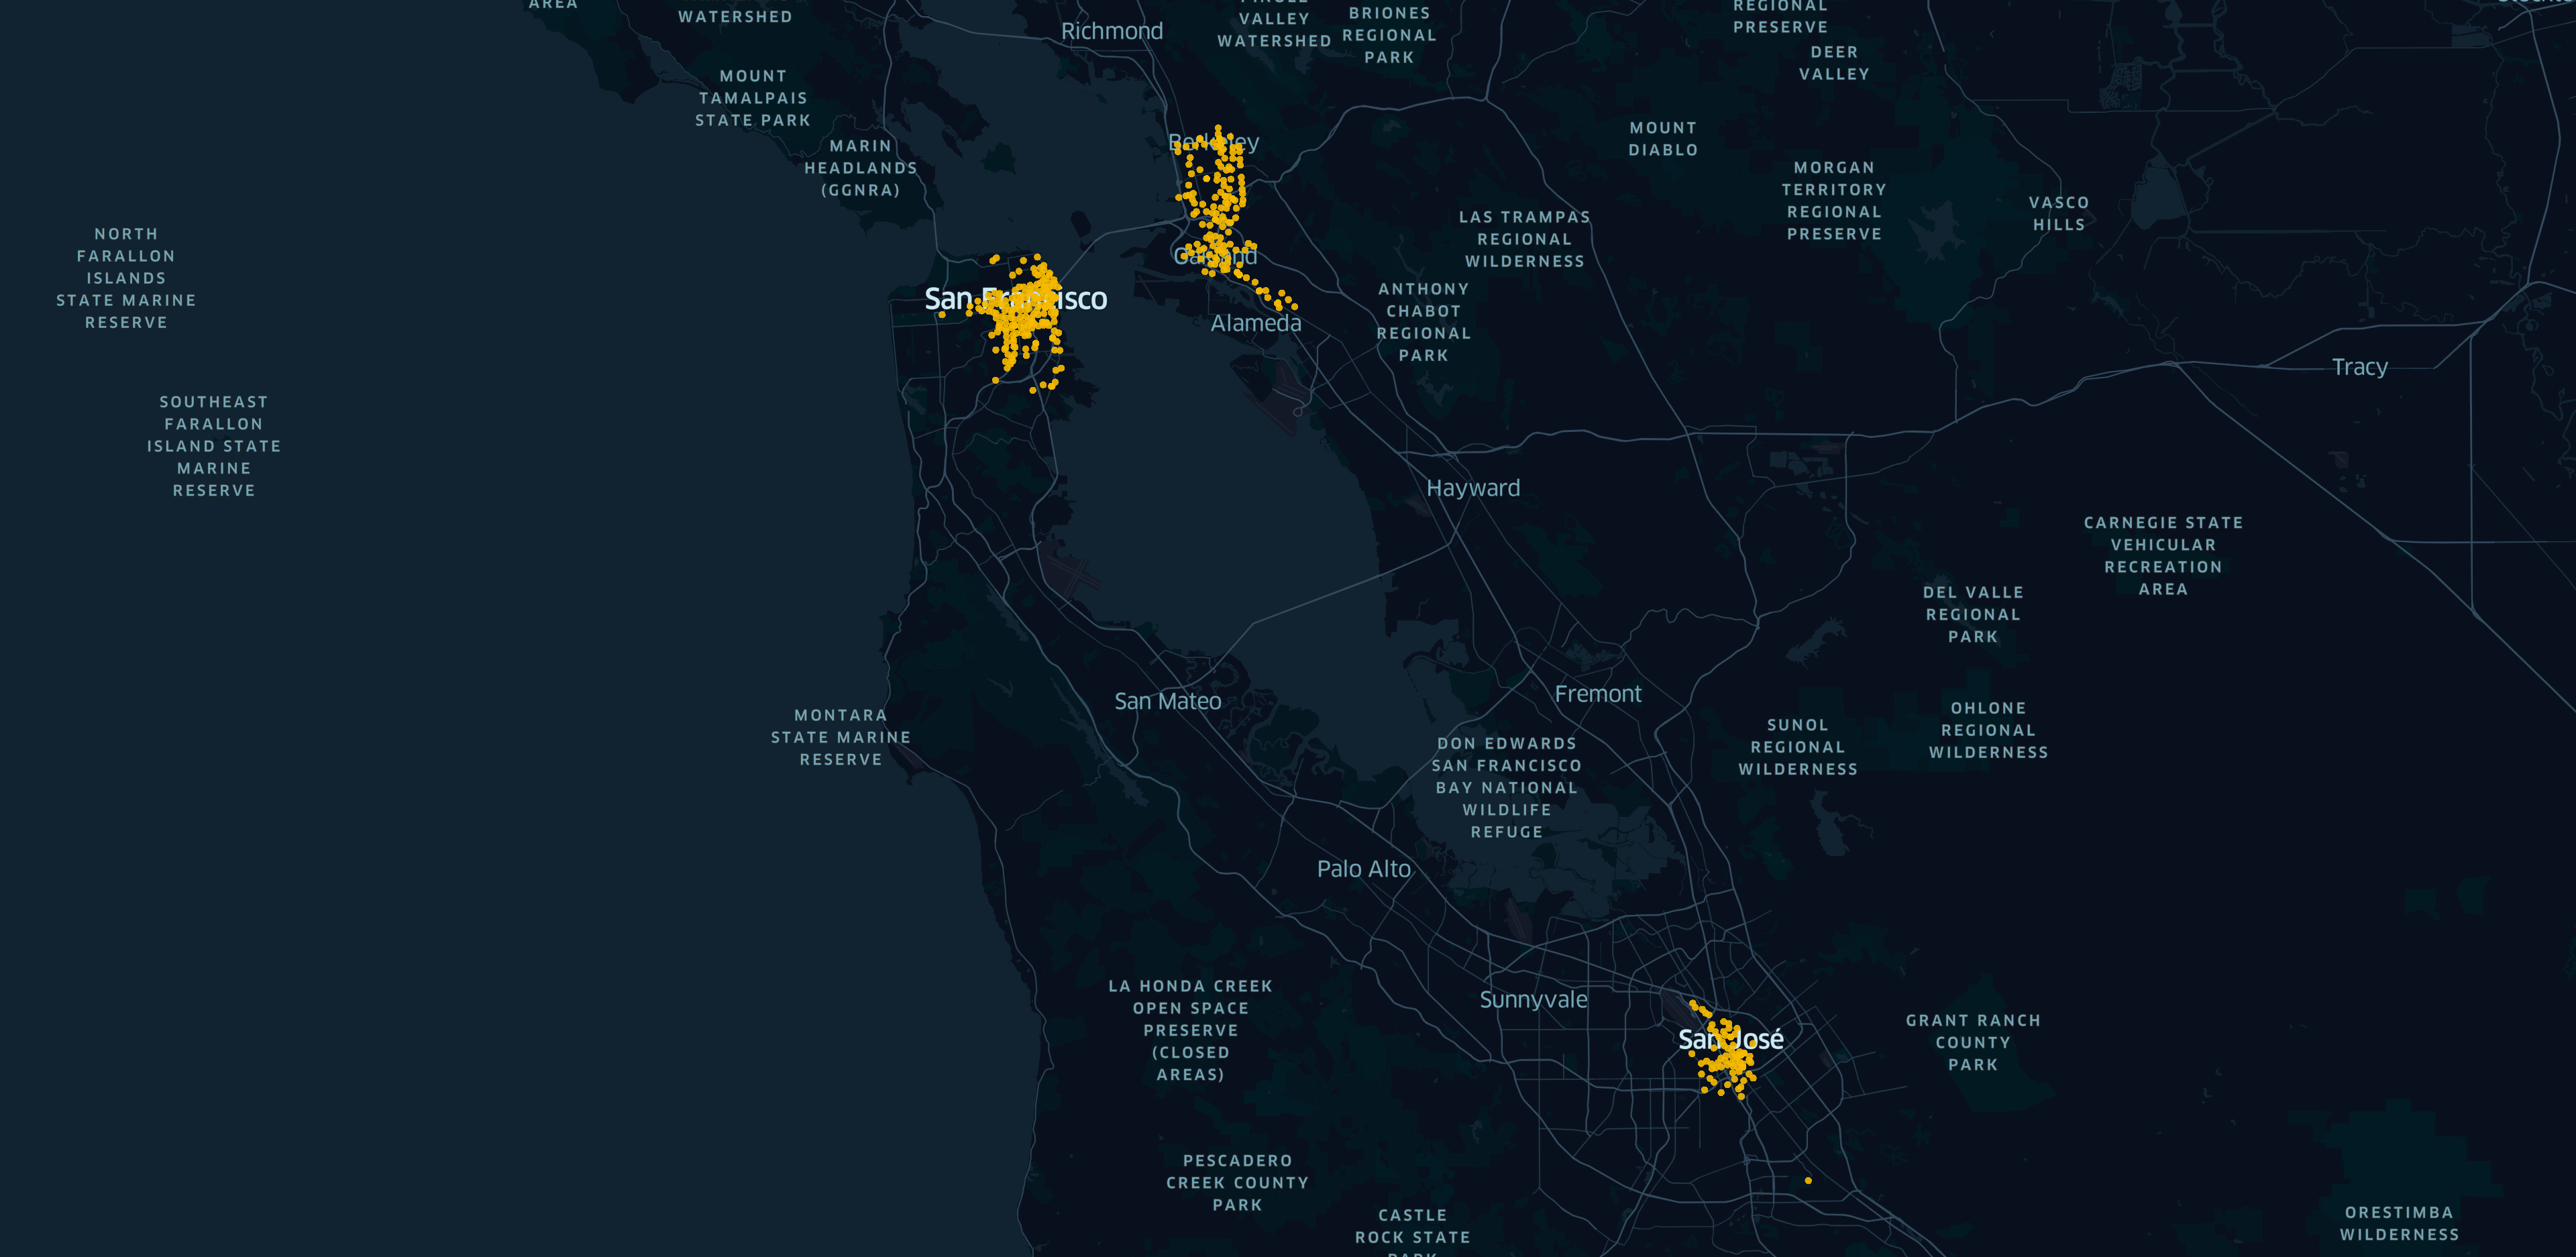 AREA
WATERSHED
Richmond
VALLEY
WATERSHED
BRIONES
REGIONAL
PARK
REGIONAL
PRESERVE
DEER
VALLEY
MOUNT
TAMALPAIS
STATE PARK
MARIN
HEADLANDS
(GGNRA)
Berkeley
MOUNT
DIABLO
MORGAN
TERRITORY
REGIONAL
PRESERVE
VASCO
HILLS
NORTH
FARALLON
ISLANDS
STATE MARINE
RESERVE
LAS TRAMPAS
REGIONAL
WILDERNESS
Oakland
San Francisco
Alameda
ANTHONY
CHABOT
REGIONAL
PARK
Tracy
SOUTHEAST
FARALLON
ISLAND STATE
MARINE
RESERVE
Hayward
CARNEGIE STATE
VEHICULAR
RECREATION
AREA
DEL VALLE
REGIONAL
PARK
San Mateo
Fremont
MONTARA
STATE MARINE
RESERVE
DON EDWARDS
SAN FRANCISCO
BAY NATIONAL
WILDLIFE
REFUGE
SUNOL
REGIONAL
WILDERNESS
OHLONE
REGIONAL
WILDERNESS
Palo Alto
LA HONDA CREEK
OPEN SPACE
PRESERVE
(CLOSED
AREAS)
Sunnyvale
San José
GRANT RANCH
COUNTY
PARK
PESCADERO
CREEK COUNTY
PARK
CASTLE
ROCK STATE
PARK
ORESTIMBA
WILDERNESS